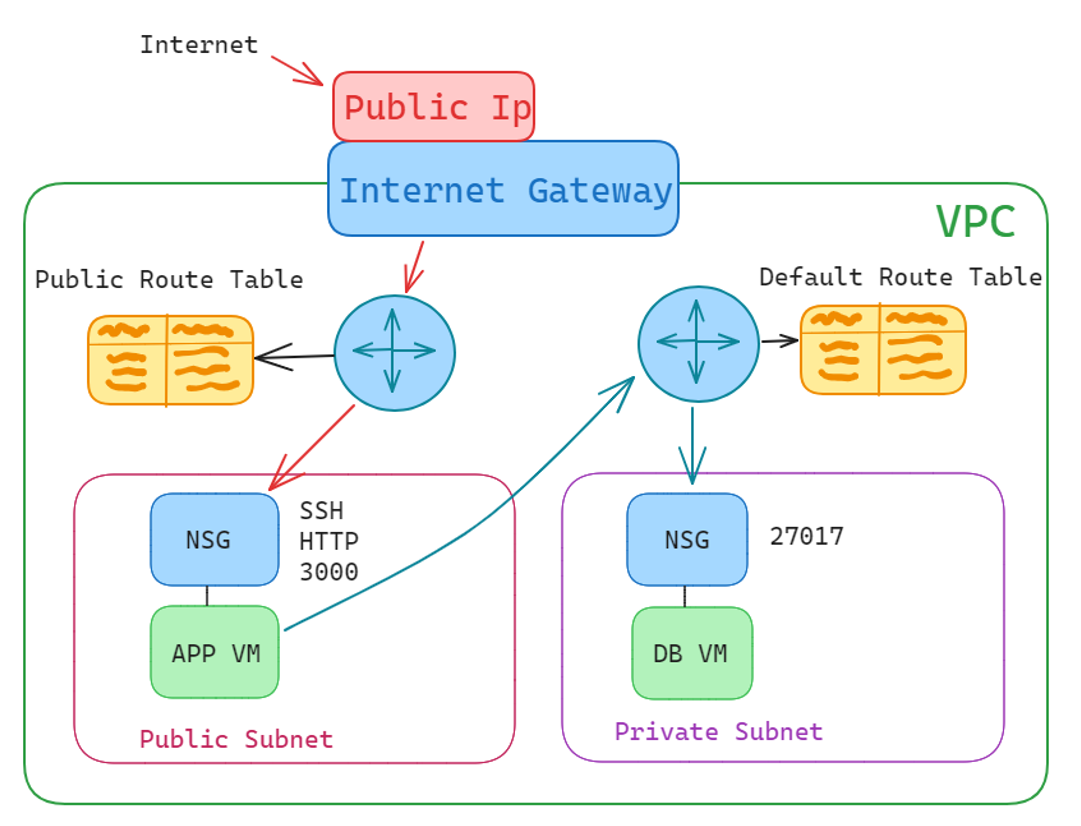 Internet
Public Ip
Internet Gateway
VPC
Public Route Table
Default Route Table
NSG
SSH
HTTP
3000
APP VM
Public Subnet
NSG
27017
DB VM
Private Subnet